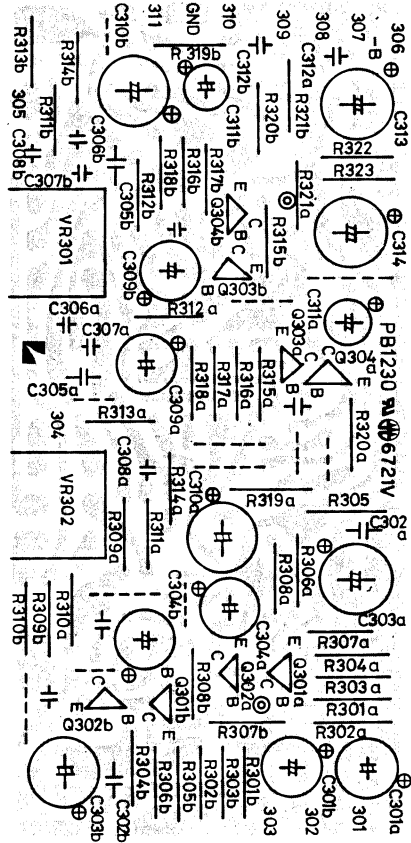 311
GND
310
309
308
307
306
-B
C310b
R319b
C312b
C311b
C312a
C313
R313b
R314b
R311b
305
C308b
C307b
C306b
C305b
R312b
R318b
R316b
R317b
R320b
R321b
R322
R323
R321a
Q304b
E
C
B
R315b
C314
VR301
C309b
Q303b
B
C
E
R312a
C311a
PB1230
6721V
C306a
C307a
C305a
C309a
Q303a
E
C
B
Q304a
C
E
B
R318a
R317a
R316a
R315a
R320a
304
R313a
C308a
R314a
C310a
R319a
R305
C302a
VR302
R309a
R311a
R308a
R306a
C303a
C304b
C304a
R310b
R309b
R310a
R307a
R304a
R303a
R301a
R302a
Q302b
E
C
B
Q301b
B
C
E
R308b
Q302a
E
C
B
Q301a
E
C
B
R307b
C303b
C302b
R304b
R306b
R305b
R302b
R303b
R301b
303
302
301
C301b
C301a